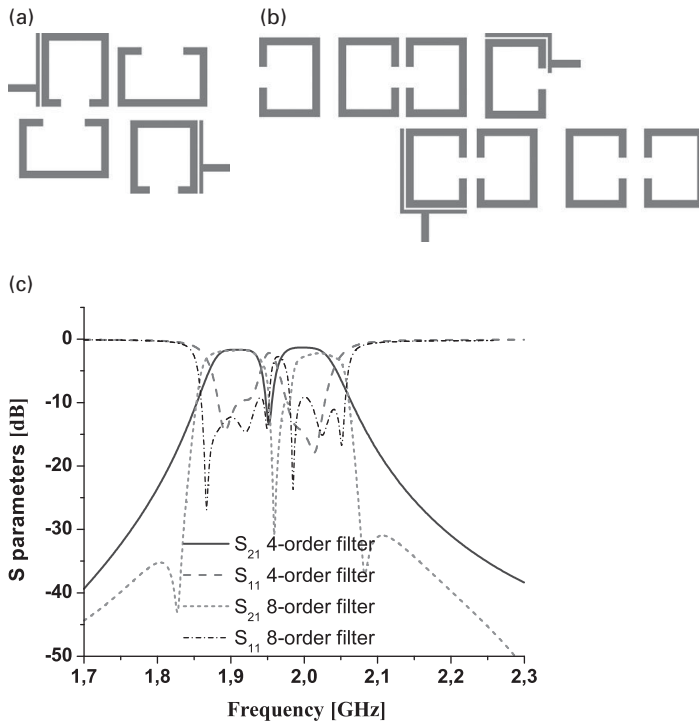 (a)
(b)
(c)
S parameters [dB]
0
-10
-20
-30
-40
-50
S21 4-order filter
S11 4-order filter
S21 8-order filter
S11 8-order filter
1,7
1,8
1,9
2,0
2,1
2,2
2,3
Frequency [GHz]